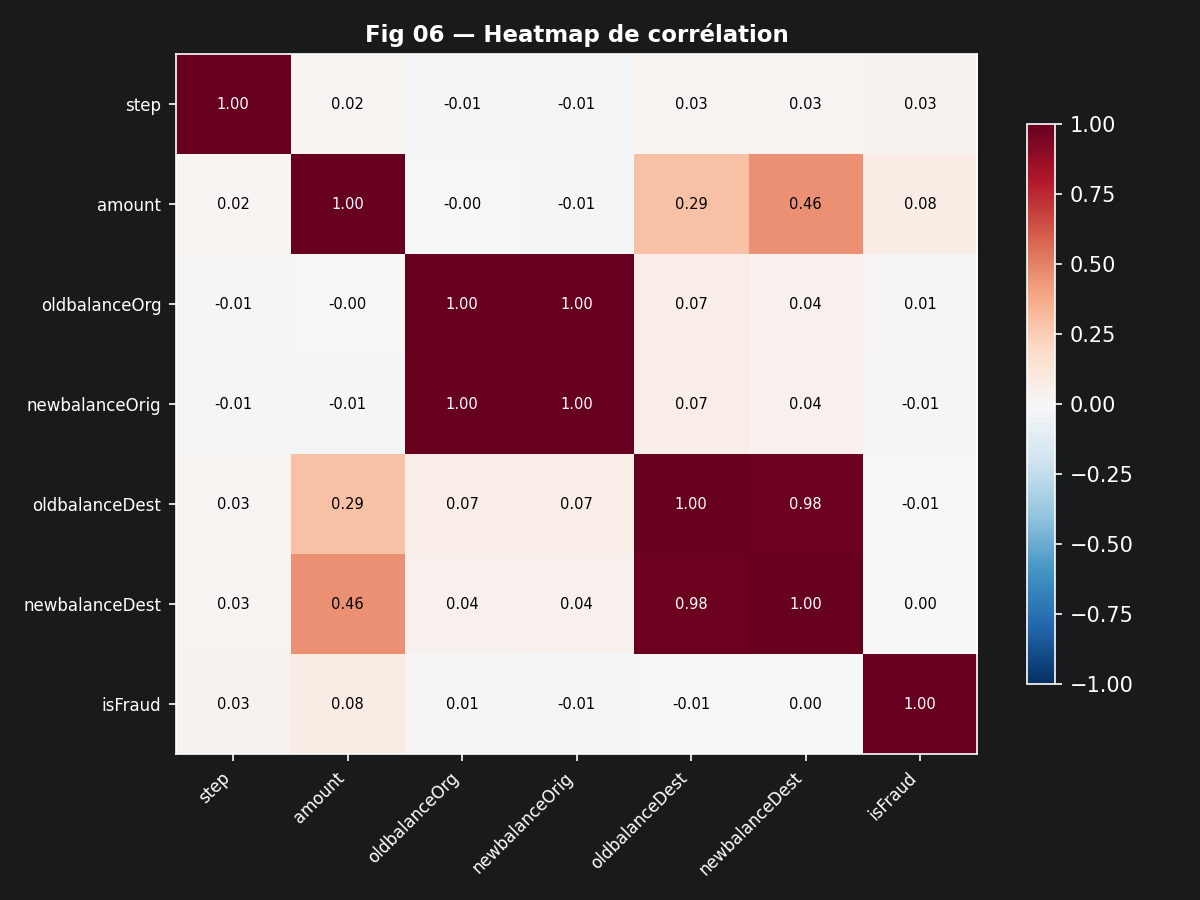 Fig 06 — Heatmap de corrélation
step 1.00 0.02 -0.01 -0.01 0.03 0.03 0.03
amount 0.02 1.00 -0.00 -0.01 0.29 0.46 0.08
oldbalanceOrg -0.01 -0.00 1.00 1.00 0.07 0.04 0.01
newbalanceOrig -0.01 -0.01 1.00 1.00 0.07 0.04 -0.01
oldbalanceDest 0.03 0.29 0.07 0.07 1.00 0.98 -0.01
newbalanceDest 0.03 0.46 0.04 0.04 0.98 1.00 0.00
isFraud 0.03 0.08 0.01 -0.01 -0.01 0.00 1.00
step amount oldbalanceOrg newbalanceOrig oldbalanceDest newbalanceDest isFraud
1.00
0.75
0.50
0.25
0.00
−0.25
−0.50
−0.75
−1.00